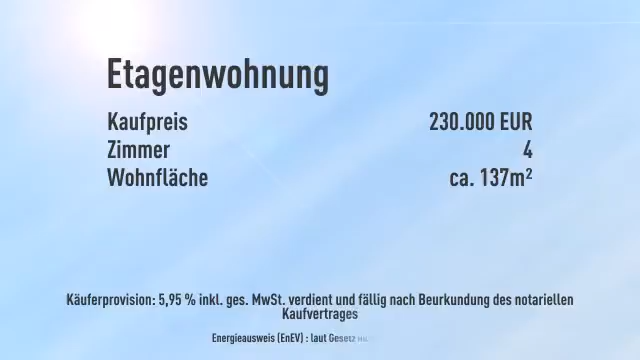 Etagenwohnung
Kaufpreis 230.000 EUR
Zimmer 4
Wohnfläche ca. 137m²
Käuferprovision: 5,95 % inkl. ges. MwSt. verdient und fällig nach Beurkundung des notariellen
Kaufvertrages
Energieausweis (EnEV) : laut Gesetz